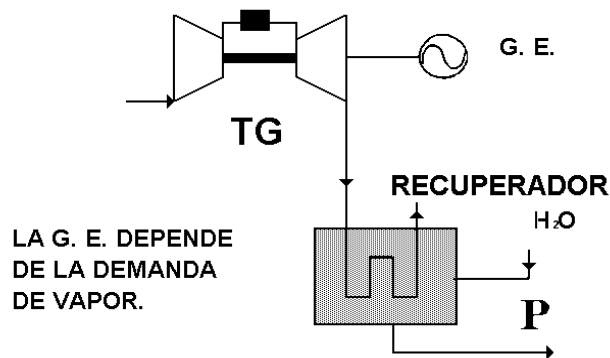 G. E.
TG
RECUPERADOR
H₂O
LA G. E. DEPENDE
DE LA DEMANDA
DE VAPOR.
P